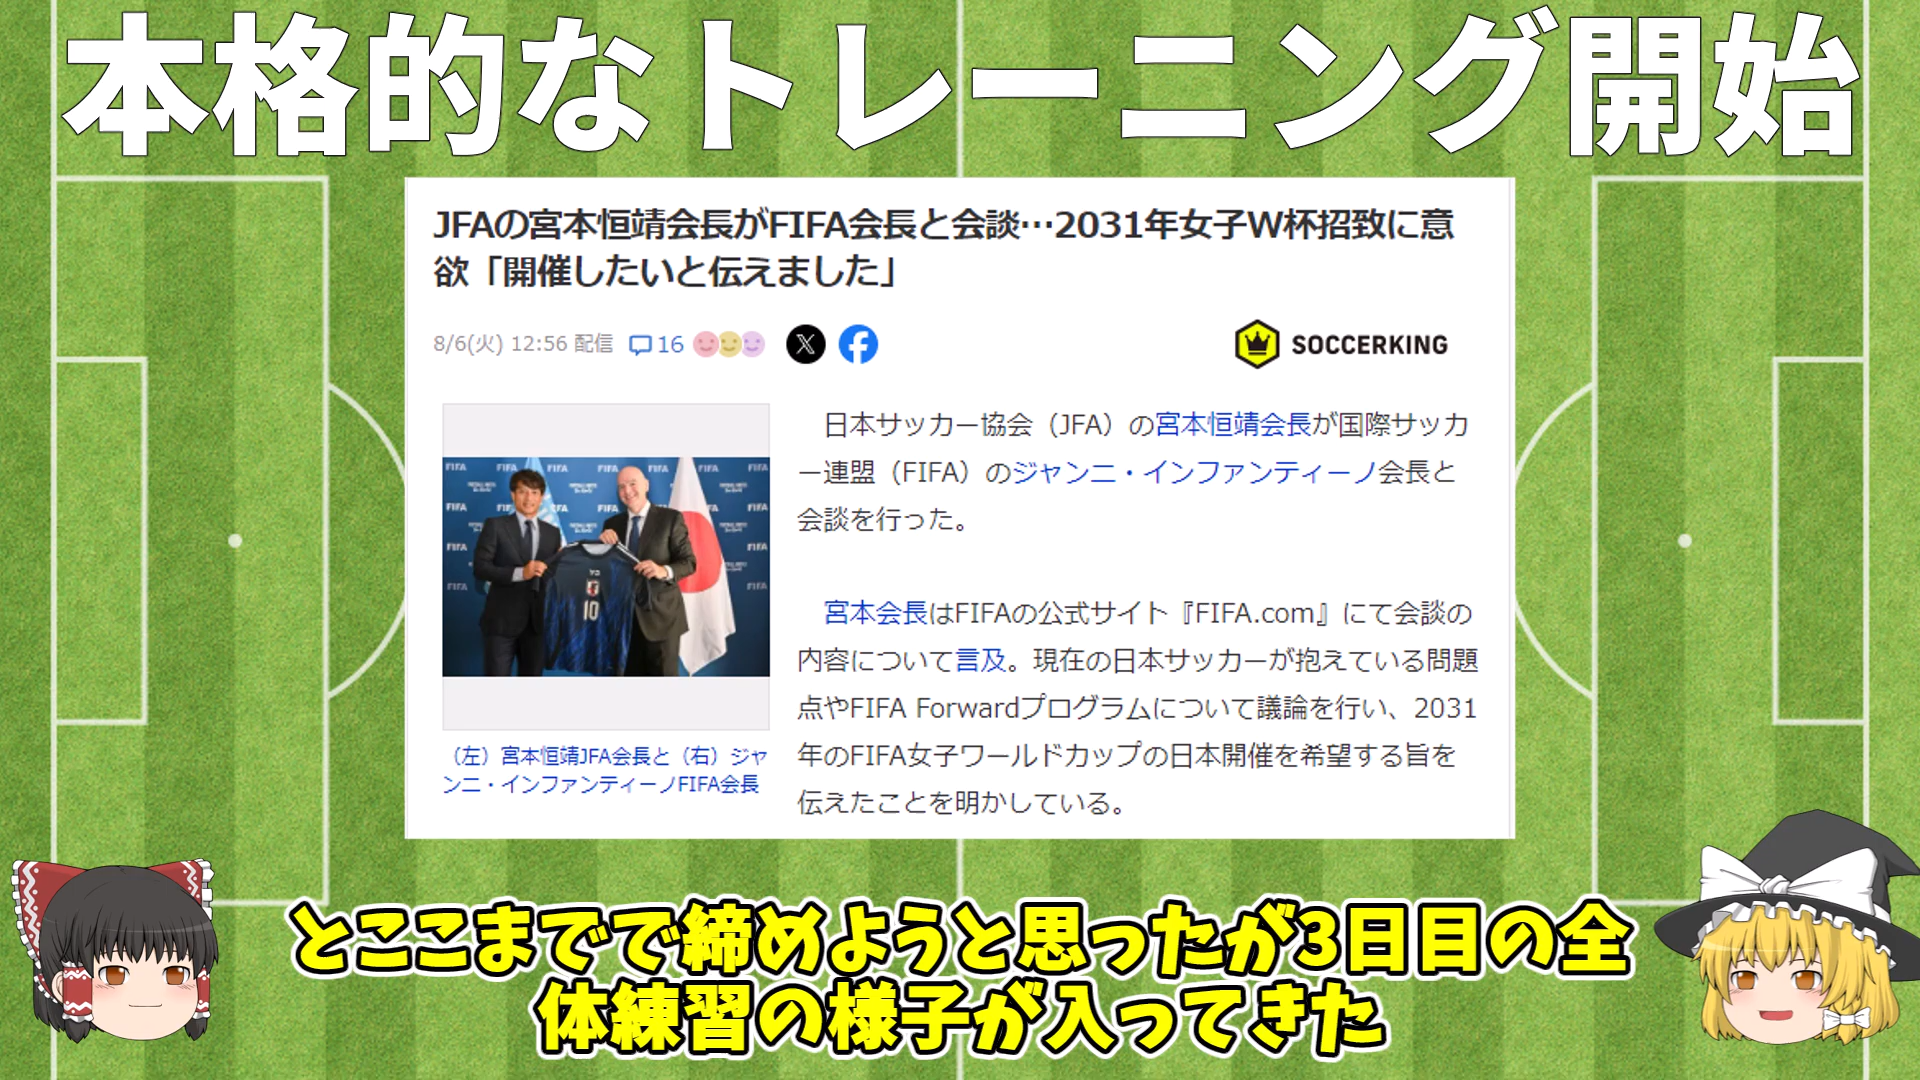 本格的なトレーニング開始
JFAの宮本恒靖会長がFIFA会長と会談…2031年女子W杯招致に意
欲「開催したいと伝えました」
8/6(火) 12:56 配信 16
SOCCERKING
日本サッカー協会（JFA）の宮本恒靖会長が国際サッカ
ー連盟（FIFA）のジャンニ・インファンティーノ会長と
会談を行った。
宮本会長はFIFAの公式サイト『FIFA.com』にて会談の
内容について言及。現在の日本サッカーが抱えている問題
点やFIFA Forwardプログラムについて議論を行い、2031
年のFIFA女子ワールドカップの日本開催を希望する旨を
伝えたことを明かしている。
FIFA FIFA FIFA FIFA FIFA FIFA FIFA
10
（左）宮本恒靖JFA会長と（右）ジャ
ンニ・インファンティーノFIFA会長
とここまでで締めようと思ったが3日目の全
体練習の様子が入ってきた